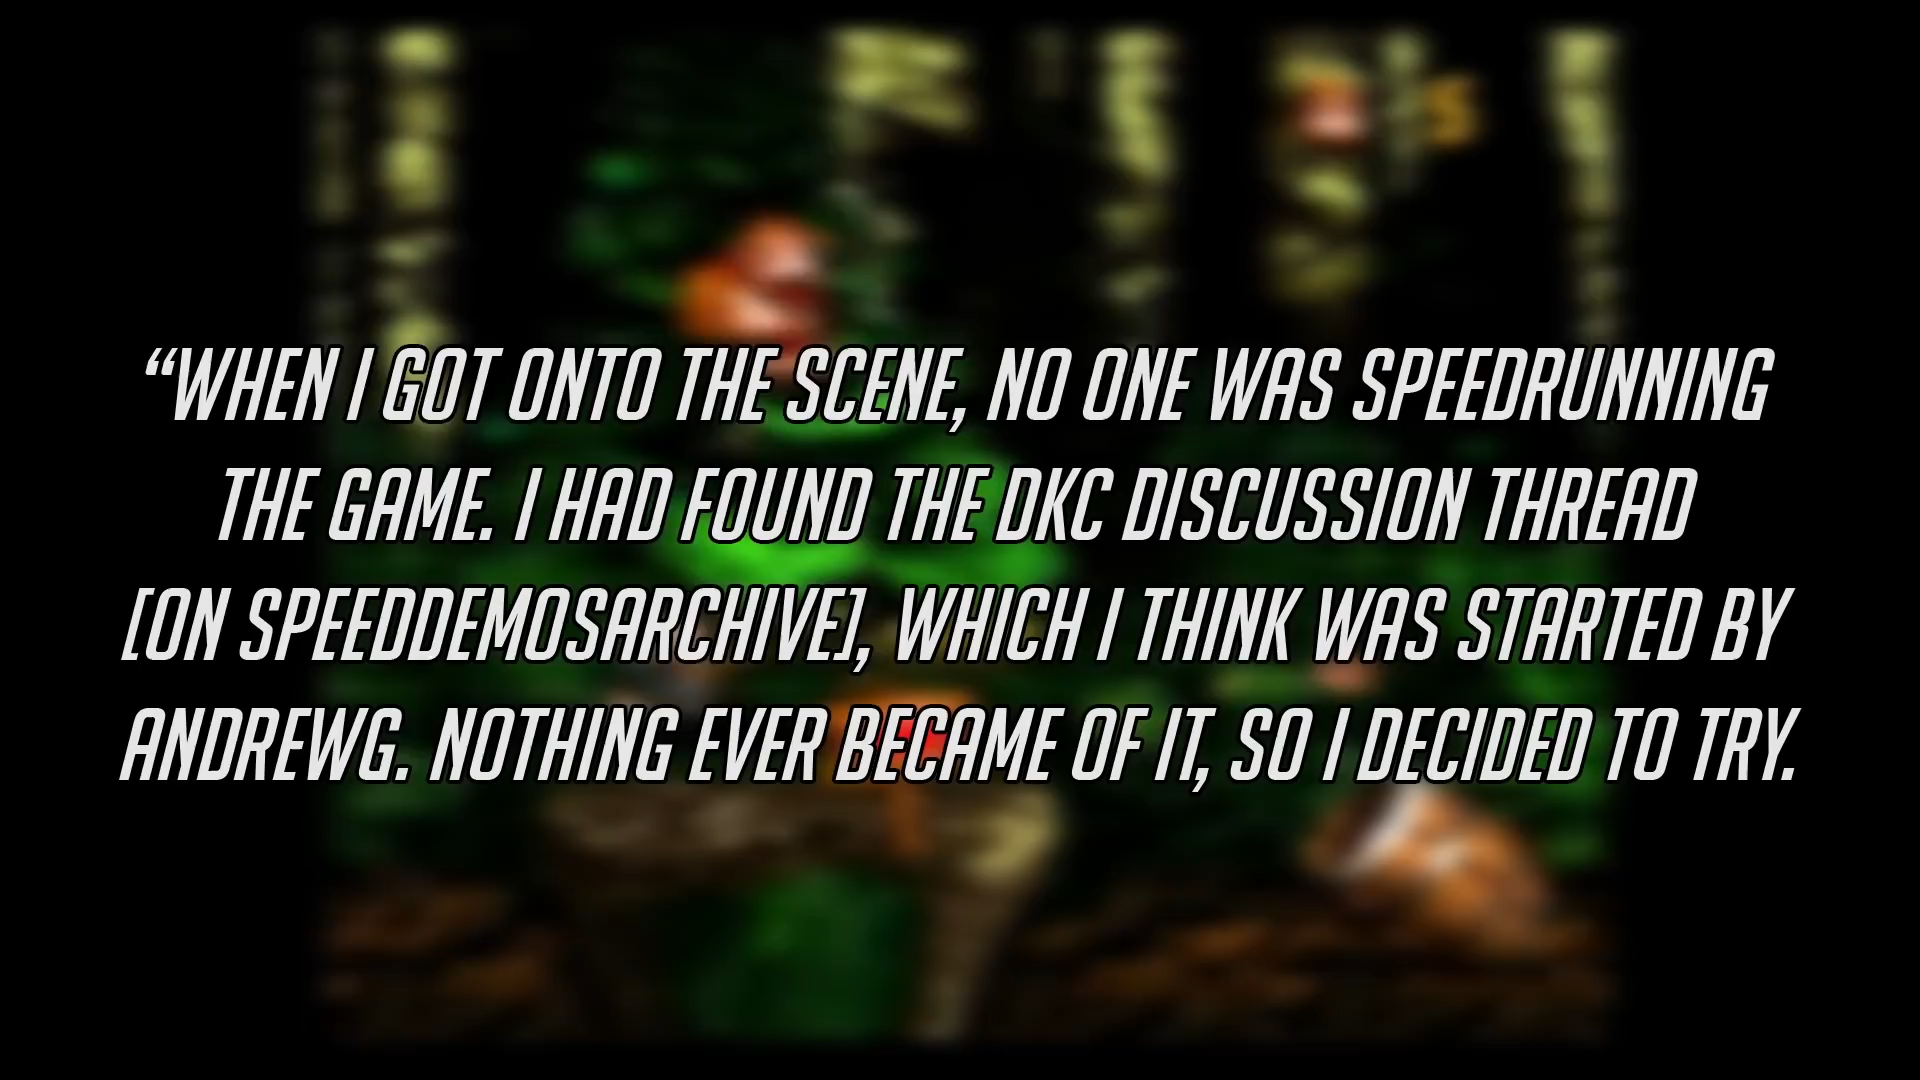 “WHEN I GOT ONTO THE SCENE, NO ONE WAS SPEEDRUNNING
THE GAME. I HAD FOUND THE DKC DISCUSSION THREAD
[ON SPEEDDEMOSARCHIVE], WHICH I THINK WAS STARTED BY
ANDREWG. NOTHING EVER BECAME OF IT, SO I DECIDED TO TRY.